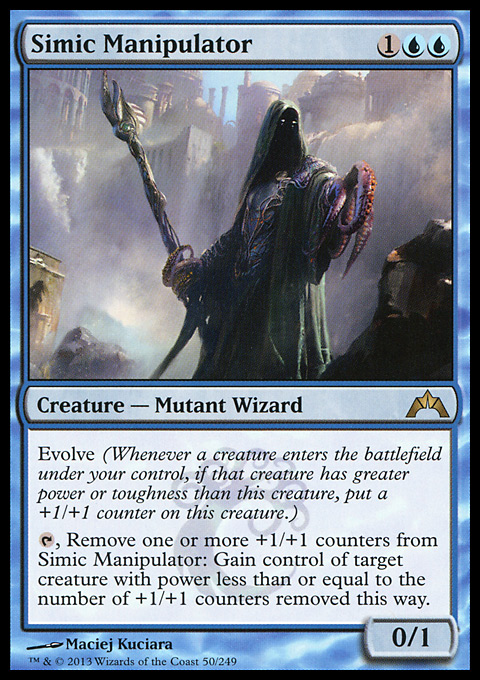 Simic Manipulator 1
Creature — Mutant Wizard
Evolve (Whenever a creature enters the battlefield
under your control, if that creature has greater
power or toughness than this creature, put a
+1/+1 counter on this creature.)
, Remove one or more +1/+1 counters from
Simic Manipulator: Gain control of target
creature with power less than or equal to the
number of +1/+1 counters removed this way.
0/1
Maciej Kuciara
™ & © 2013 Wizards of the Coast 50/249